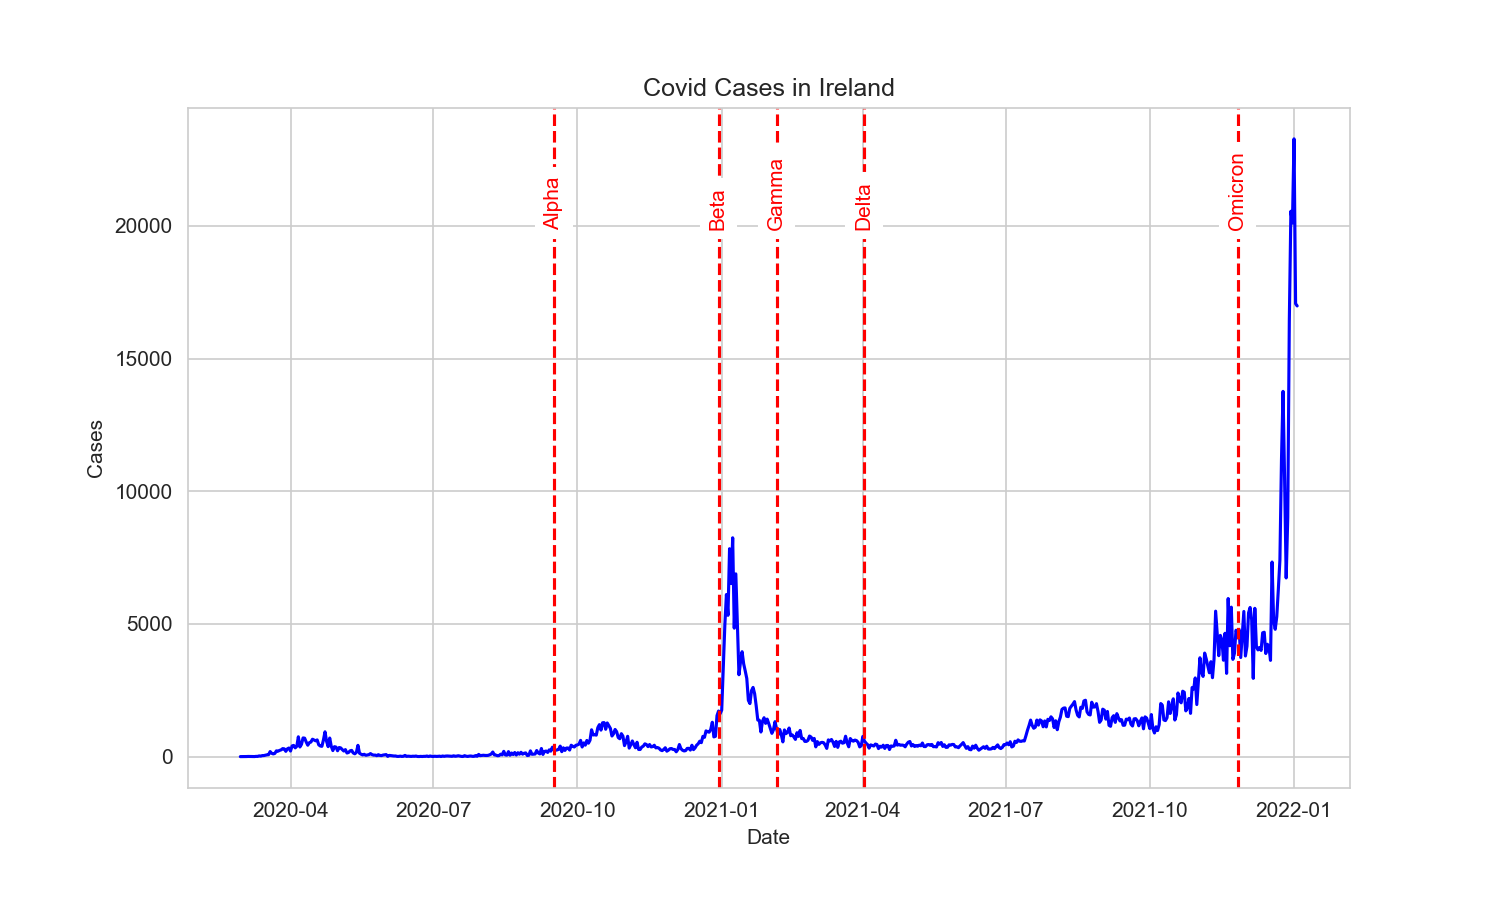 Covid Cases in Ireland
Alpha
Beta
Gamma
Delta
Omicron
20000
15000
10000
5000
0
Cases
2020-04
2020-07
2020-10
2021-01
2021-04
2021-07
2021-10
2022-01
Date